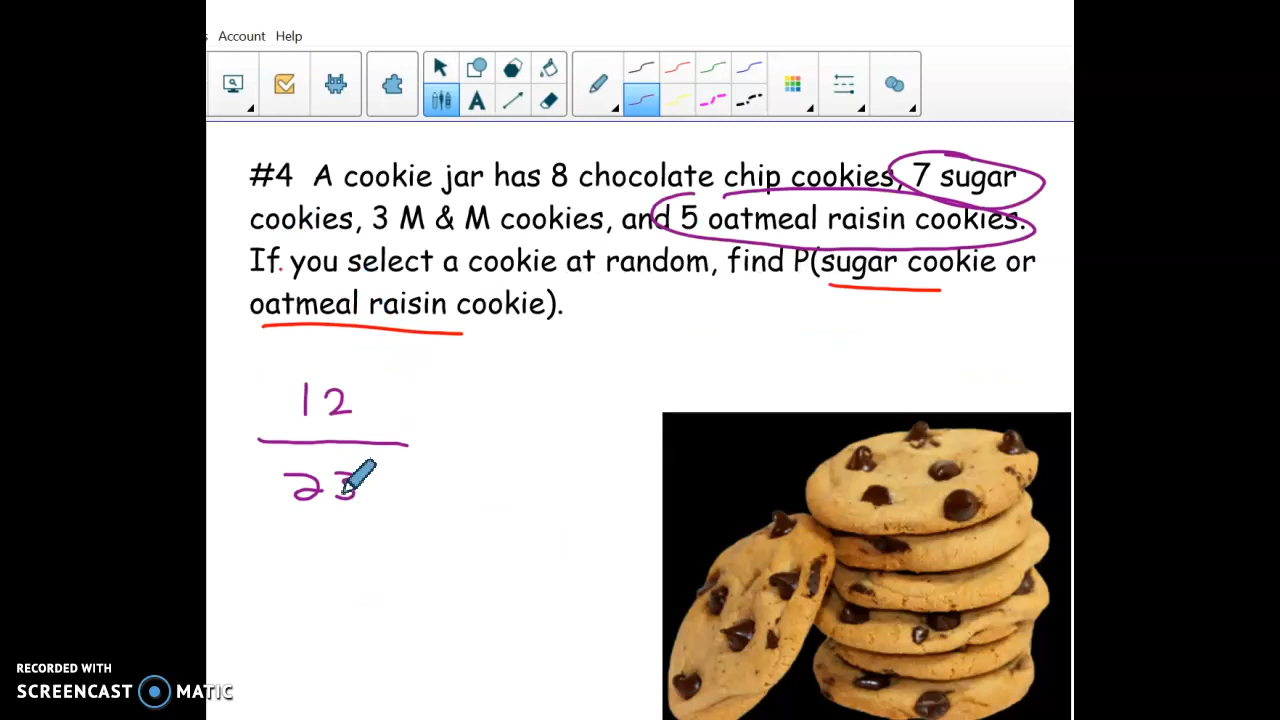 Account Help
#4 A cookie jar has 8 chocolate chip cookies, 7 sugar
cookies, 3 M & M cookies, and 5 oatmeal raisin cookies.
If you select a cookie at random, find P(sugar cookie or
oatmeal raisin cookie).
12
23
RECORDED WITH
SCREENCAST MATIC